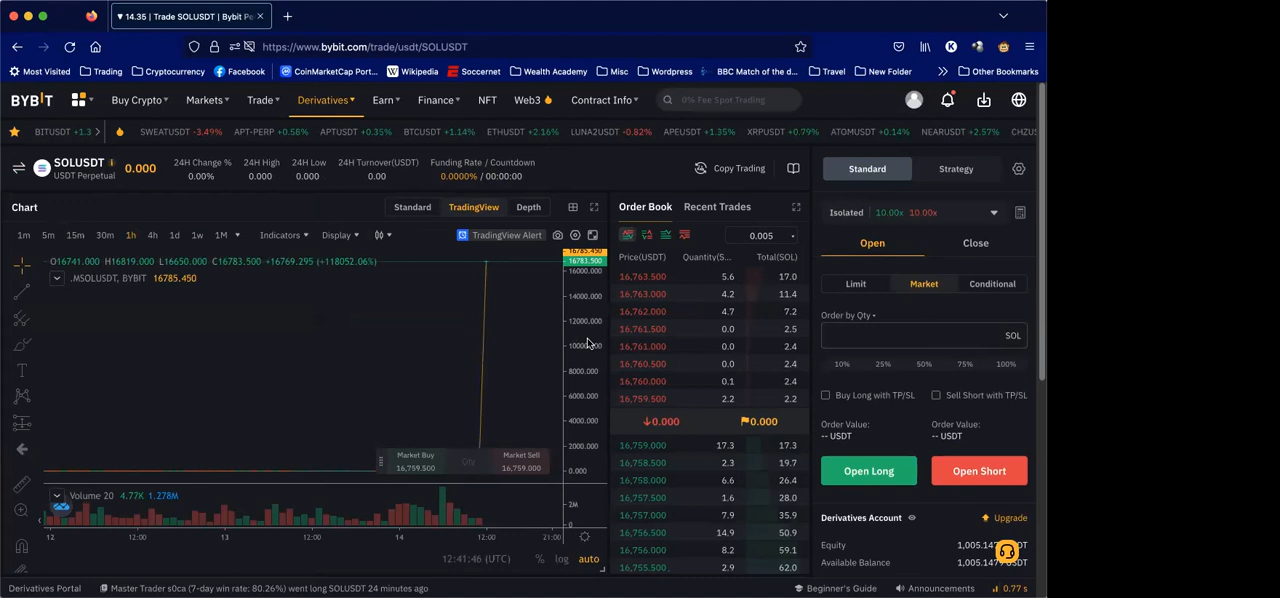 ▼ 14.35 | Trade SOLUSDT | Bybit Pe
https://www.bybit.com/trade/usdt/SOLUSDT
Most Visited Trading Cryptocurrency Facebook CoinMarketCap Port... Wikipedia Soccernet Wealth Academy Misc Wordpress BBC Match of the d... Travel New Folder Other Bookmarks
BYBIT Buy Crypto Markets Trade Derivatives Earn Finance NFT Web3 Contract Info 0% Fee Spot Trading
BITUSDT +1.3 SWEATUSDT -3.49% APT-PERP +0.58% APTUSDT +0.35% BTCUSDT +1.14% ETHUSDT +2.16% LUNA2USDT -0.82% APEUSDT +1.35% XRPUSDT +0.79% ATOMUSDT +0.14% NEARUSDT +2.57% CHZUS
SOLUSDT 0.000 24H Change % 24H High 24H Low 24H Turnover(USDT) Funding Rate / Countdown Copy Trading Standard Strategy
USDT Perpetual 0.00% 0.000 0.000 0.00 0.0000% / 00:00:00
Chart Standard TradingView Depth Order Book Recent Trades Isolated 10.00x 10.00x
1m 5m 15m 30m 1h 4h 1d 1w 1M Indicators Display TradingView Alert 0.005 Open Close
O16741.000 H16819.000 L16650.000 C16783.500 +16769.295 (+118052.06%)
.MSOLUSDT, BYBIT 16785.450
16785.450
16783.500
16000.000
14000.000
12000.000
8000.000
6000.000
4000.000
2000.000
0.000
Market Buy Qty Market Sell
16,759.500 16,759.000
Volume 20 4.77K 1.278M
2M
0
12 12:00 13 12:00 14 12:00 21:00
12:41:46 (UTC) % log auto
Price(USDT) Quantity(S... Total(SOL)
16,763.500 5.6 17.0
16,763.000 4.2 11.4
16,762.000 4.7 7.2
16,761.500 0.0 2.5
16,761.000 0.0 2.4
16,760.500 0.0 2.4
16,760.000 0.1 2.4
16,759.500 2.2 2.2
↓0.000 0.000
16,759.000 17.3 17.3
16,758.500 2.3 19.7
16,758.000 6.6 26.4
16,757.500 1.6 28.0
16,757.000 7.9 35.9
16,756.500 14.9 50.9
16,756.000 8.2 59.1
16,755.500 2.9 62.0
Limit Market Conditional
Order by Qty
SOL
10% 25% 50% 75% 100%
Buy Long with TP/SL Sell Short with TP/SL
Order Value: Order Value:
-- USDT -- USDT
Open Long Open Short
Derivatives Account Upgrade
Equity
Available Balance
Derivatives Portal Master Trader s0ca (7-day win rate: 80.26%) went long SOLUSDT 24 minutes ago Beginner's Guide Announcements 0.77 s